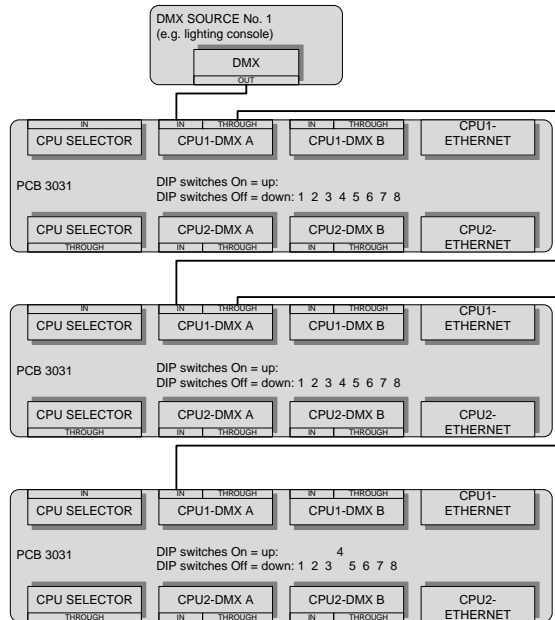 DMX SOURCE No. 1
(e.g. lighting console)
DMX
OUT
IN IN THROUGH IN THROUGH CPU1-
CPU SELECTOR CPU1-DMX A CPU1-DMX B ETHERNET
PCB 3031
DIP switches On = up:
DIP switches Off = down: 1 2 3 4 5 6 7 8
CPU SELECTOR CPU2-DMX A CPU2-DMX B CPU2-
THROUGH IN THROUGH IN THROUGH ETHERNET
IN IN THROUGH IN THROUGH CPU1-
CPU SELECTOR CPU1-DMX A CPU1-DMX B ETHERNET
PCB 3031
DIP switches On = up:
DIP switches Off = down: 1 2 3 4 5 6 7 8
CPU SELECTOR CPU2-DMX A CPU2-DMX B CPU2-
THROUGH IN THROUGH IN THROUGH ETHERNET
IN IN THROUGH IN THROUGH CPU1-
CPU SELECTOR CPU1-DMX A CPU1-DMX B ETHERNET
PCB 3031
DIP switches On = up: 4
DIP switches Off = down: 1 2 3 5 6 7 8
CPU SELECTOR CPU2-DMX A CPU2-DMX B CPU2-
THROUGH IN THROUGH IN THROUGH ETHERNET